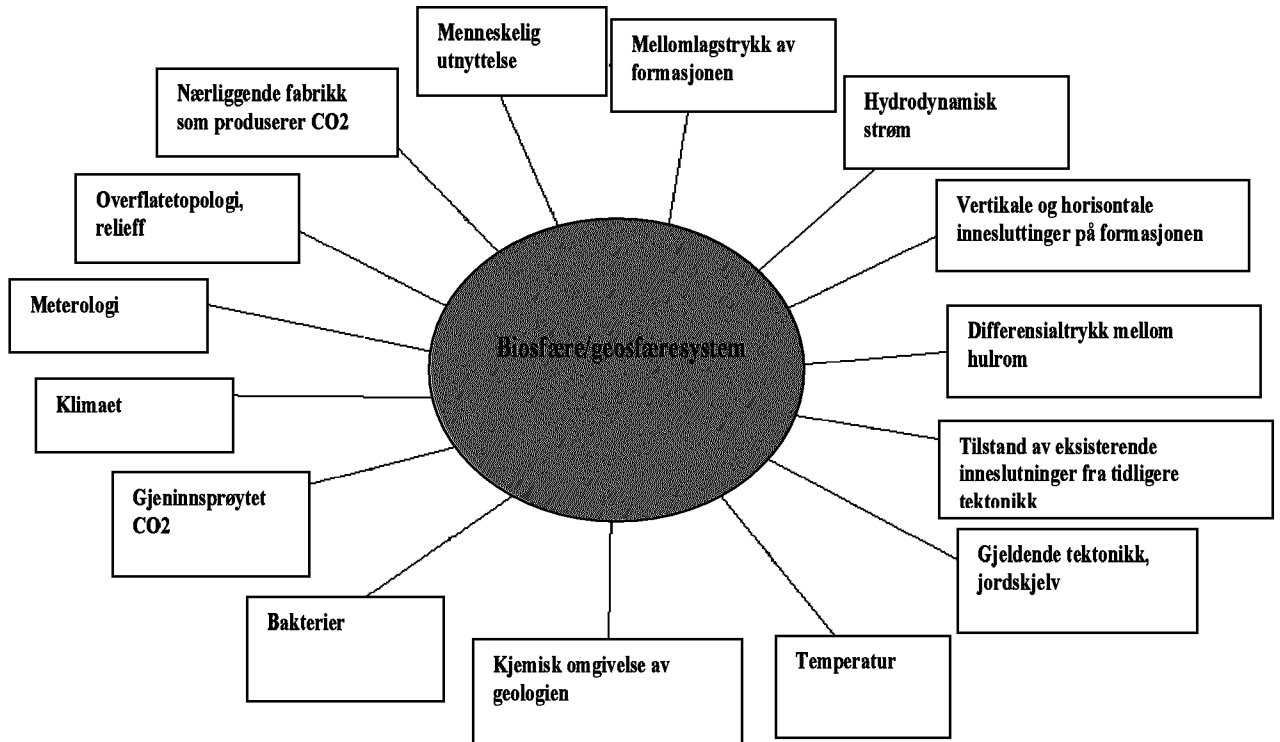 Menneskelig
utnyttelse
Mellomlagstrykk av
formasjonen
Hydrodynamisk
strøm
Nærliggende fabrikk
som produserer CO2
Overflatetopologi,
relieff
Vertikale og horisontale
innesluttinger på formasjonen
Meterologi
Biosfære/geosfæresystem
Differensialtrykk mellom
hulrom
Klimaet
Tilstand av eksisterende
inneslutninger fra tidligere
tektonikk
Gjeninnsprøytet
CO2
Gjeldende tektonikk,
jordskjelv
Bakterier
Kjemisk omgivelse av
geologien
Temperatur